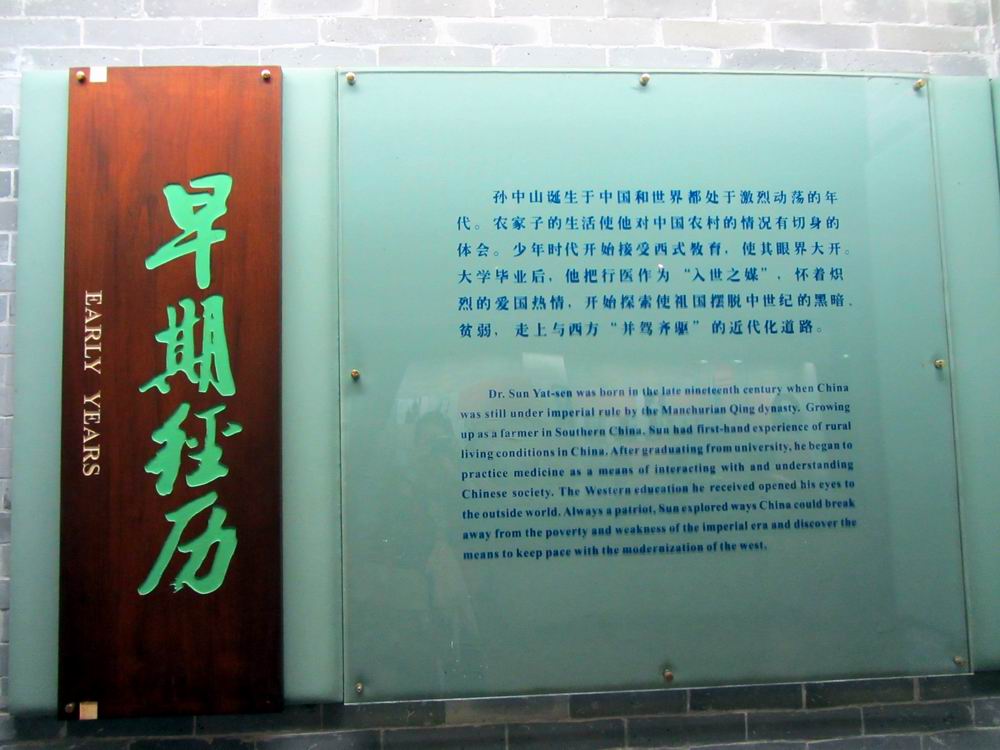 早期经历
EARLY YEARS
孙中山诞生于中国和世界都处于激烈动荡的年
代。农家子的生活使他对中国农村的情况有切身的
体会。少年时代开始接受西式教育，使其眼界大开。
大学毕业后，他把行医作为“入世之媒”，怀着炽
烈的爱国热情，开始探索使祖国摆脱中世纪的黑暗、
贫弱，走上与西方“并驾齐驱”的近代化道路。
Dr. Sun Yat-sen was born in the late nineteenth century when China
was still under imperial rule by the Manchurian Qing dynasty. Growing
up as a farmer in Southern China, Sun had first-hand experience of rural
living conditions in China. After graduating from university, he began to
practice medicine as a means of interacting with and understanding
Chinese society. The Western education he received opened his eyes to
the outside world. Always a patriot, Sun explored ways China could break
away from the poverty and weakness of the imperial era and discover the
means to keep pace with the modernization of the west.